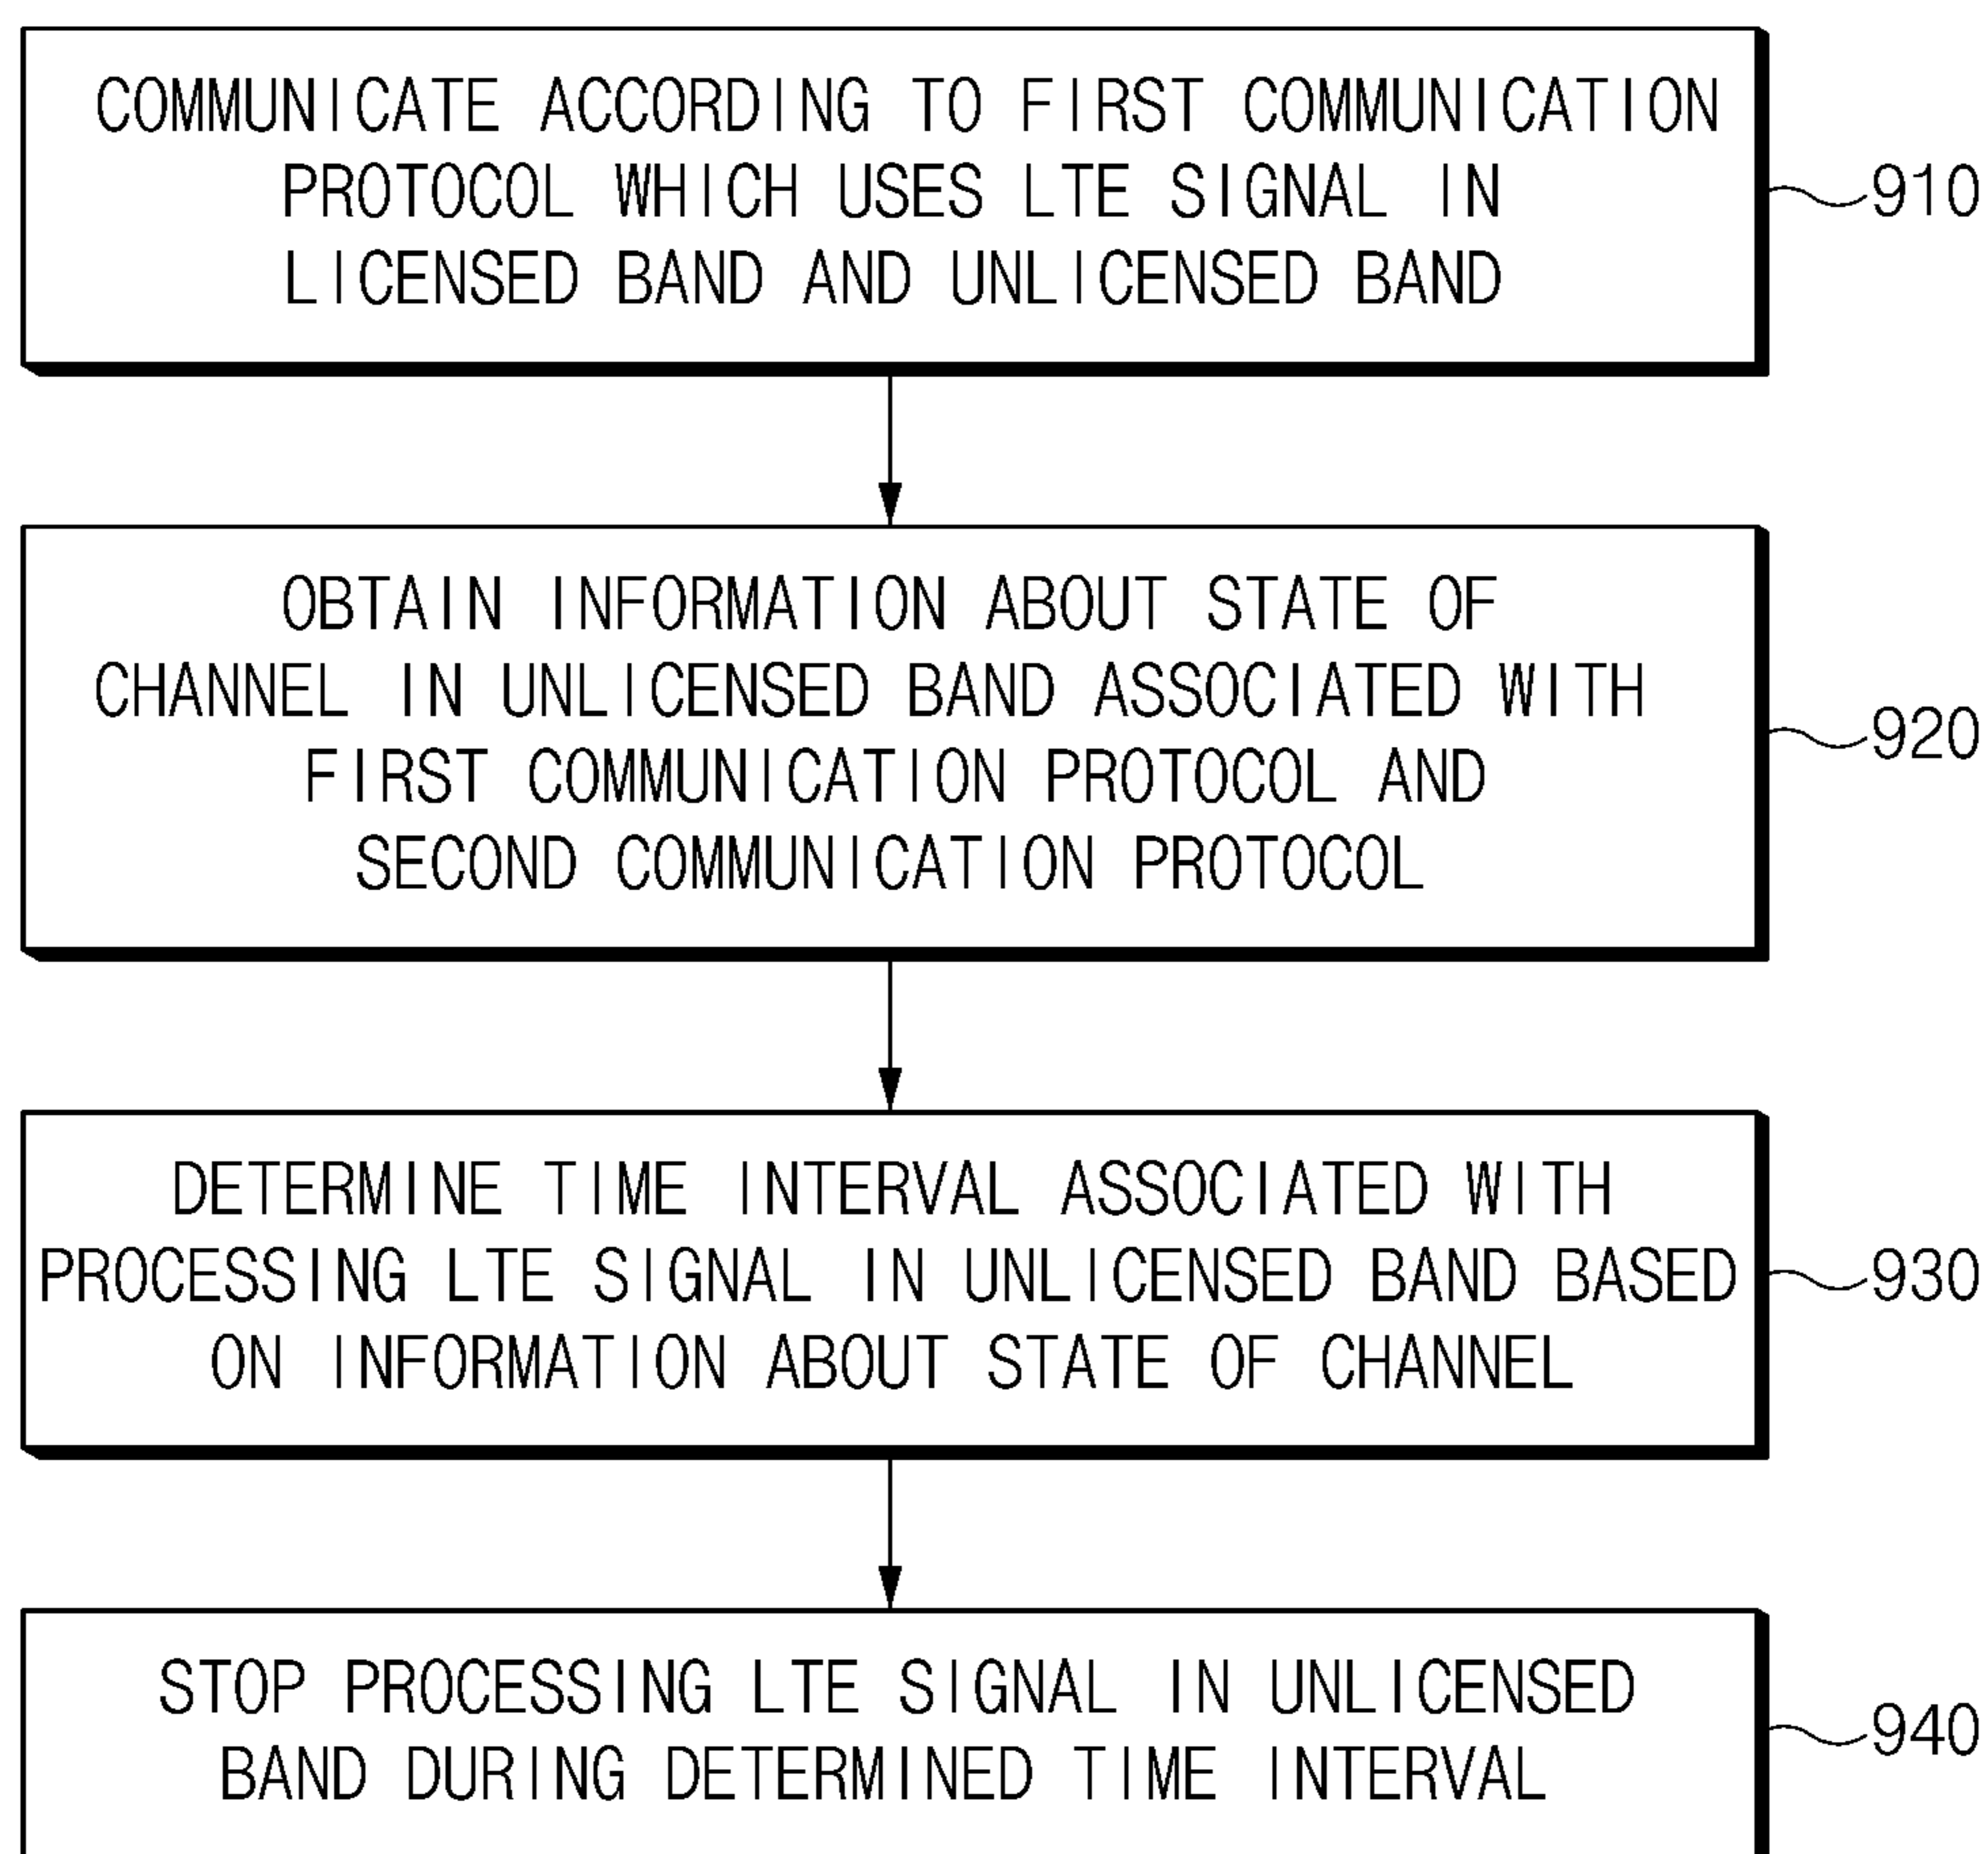 COMMUNICATE ACCORDING TO FIRST COMMUNICATION
PROTOCOL WHICH USES LTE SIGNAL IN
LICENSED BAND AND UNLICENSED BAND
910
OBTAIN INFORMATION ABOUT STATE OF
CHANNEL IN UNLICENSED BAND ASSOCIATED WITH
FIRST COMMUNICATION PROTOCOL AND
SECOND COMMUNICATION PROTOCOL
920
DETERMINE TIME INTERVAL ASSOCIATED WITH
PROCESSING LTE SIGNAL IN UNLICENSED BAND BASED
ON INFORMATION ABOUT STATE OF CHANNEL
930
STOP PROCESSING LTE SIGNAL IN UNLICENSED
BAND DURING DETERMINED TIME INTERVAL
940